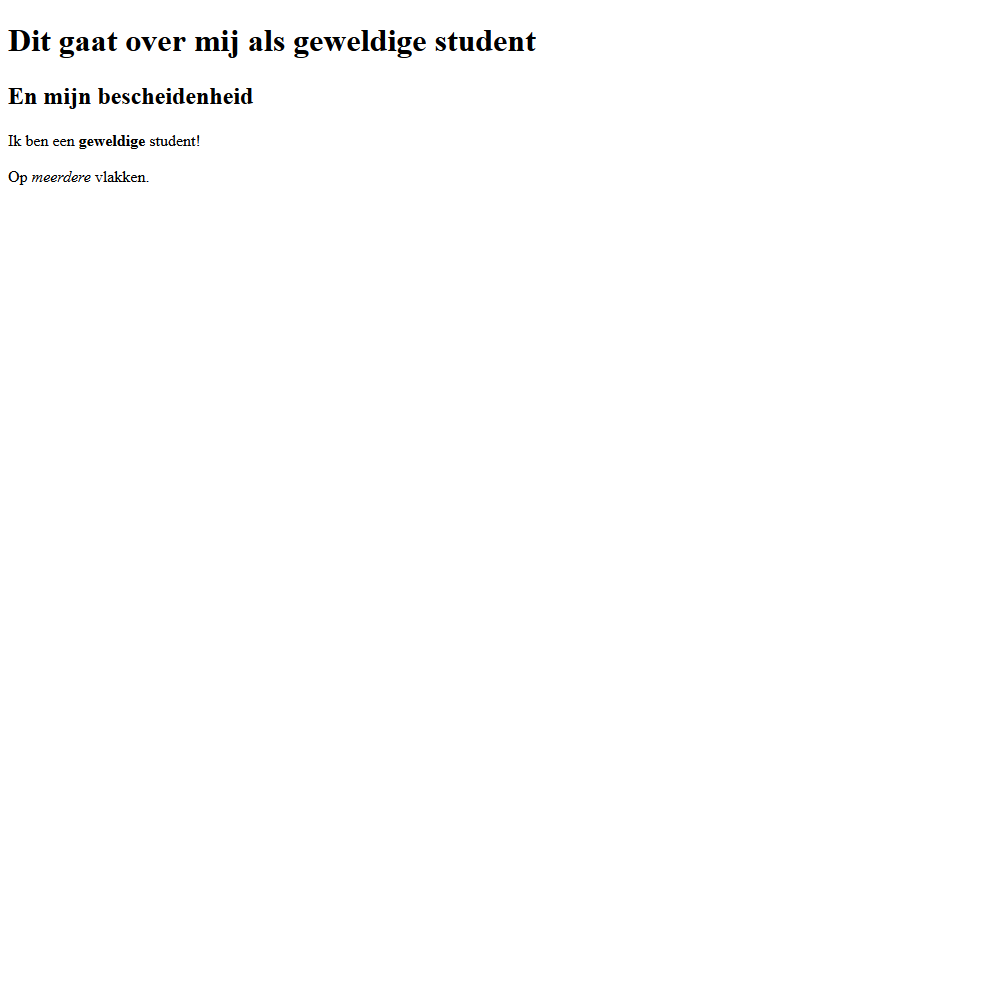 Dit gaat over mij als geweldige student
En mijn bescheidenheid
Ik ben een geweldige student!
Op meerdere vlakken.